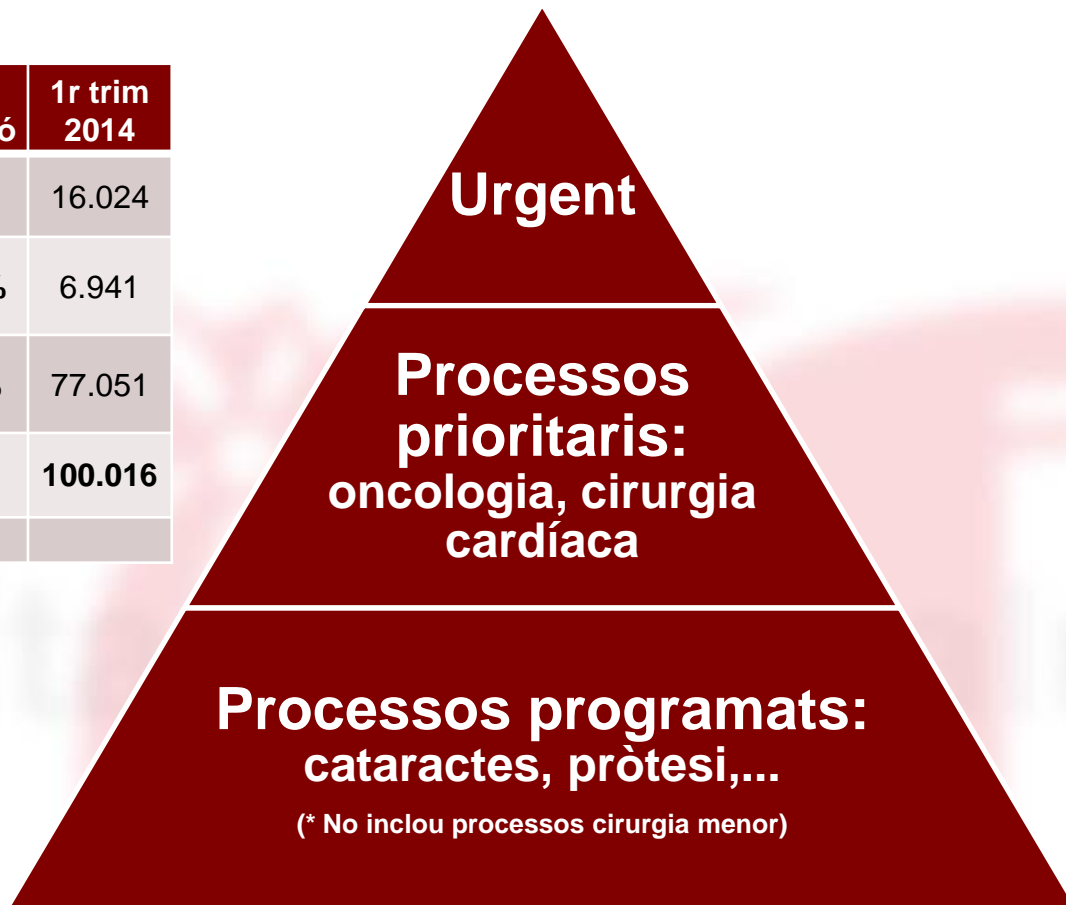 1r trim
2014
16.024
6.941
77.051
100.016
Urgent
Processos
prioritaris:
oncologia, cirurgia
cardíaca
Processos programats:
cataractes, pròtesi,...
(* No inclou processos cirurgia menor)